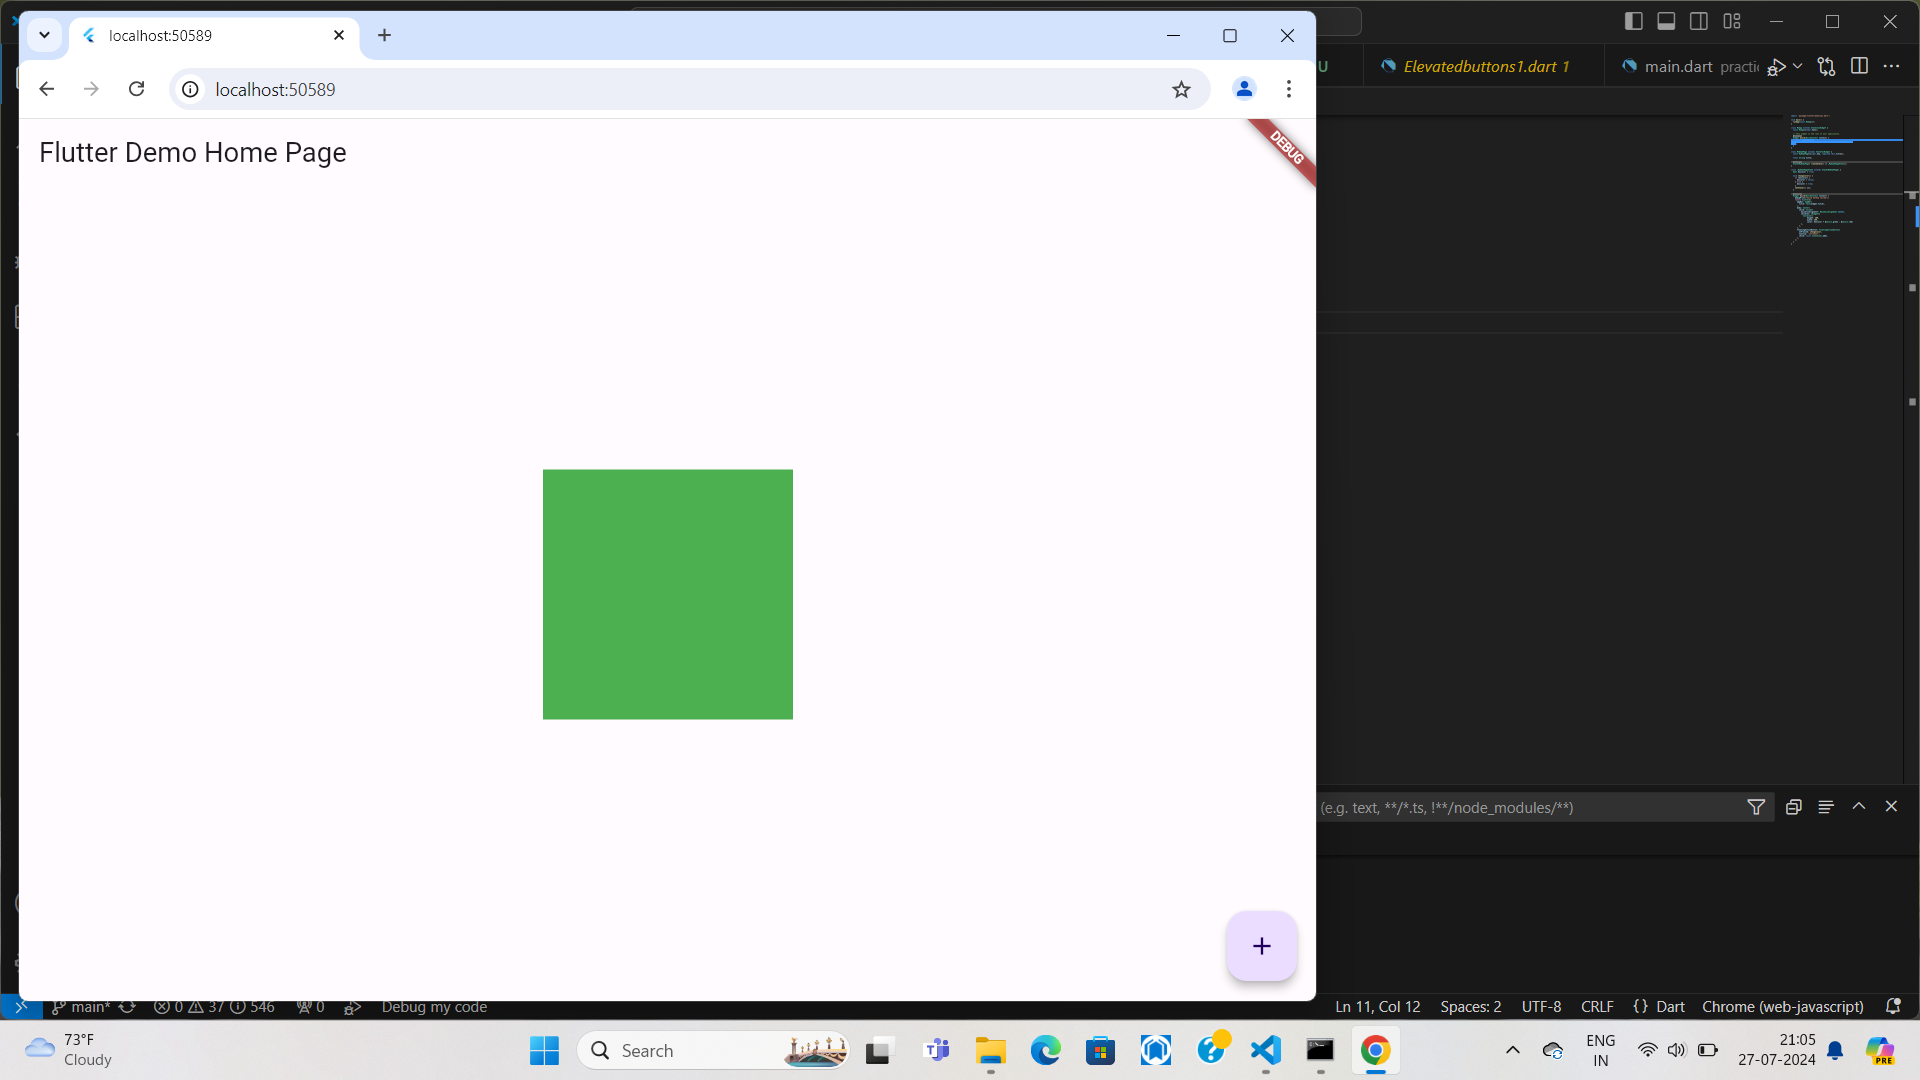 localhost:50589
U
Elevatedbuttons1.dart 1
main.dart practic
localhost:50589
Flutter Demo Home Page
DEBUG
(e.g. text, **/*.ts, !**/node_modules/**)
main* 0 37 546 0 Debug my code
Ln 11, Col 12 Spaces: 2 UTF-8 CRLF {} Dart Chrome (web-javascript)
73°F
Cloudy
Search
ENG
IN
21:05
27-07-2024
PRE